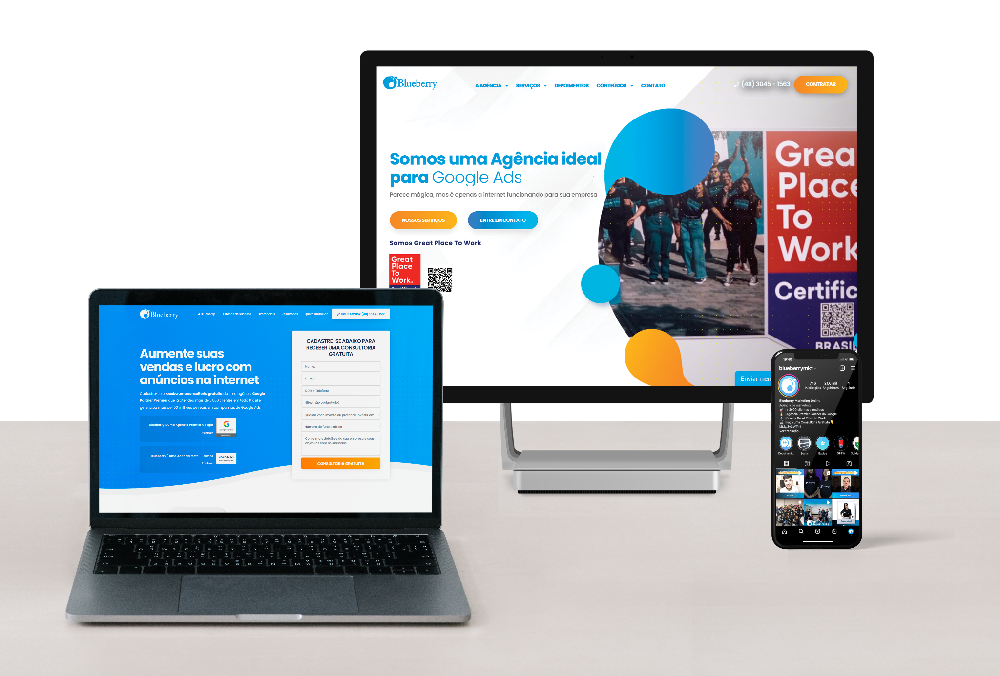 Blueberry
A AGÊNCIA
SERVIÇOS
DEPOIMENTOS
CONTEÚDOS
CONTATO
(48) 3045 - 1563
CONTRATAR
Somos uma Agência ideal
para Google Ads
Parece mágica, mas é apenas a internet funcionando para sua empresa
NOSSOS SERVIÇOS
ENTRE EM CONTATO
Somos Great Place To Work
Great
Place
To
Work®
Grea
Place
To
Work
Certific
BRASIL
Enviar men
Blueberry
A Blueberry
Histórias de sucesso
Diferenciais
Resultados
Quero anunciar
LIGUE AGORA: (48) 3045 - 1563
Aumente suas
vendas e lucro com
anúncios na internet
Cadastre-se e receba uma consultoria gratuita de uma agência Google
Partner Premier que já atendeu mais de 3.000 clientes em todo Brasil e
gerenciou mais de 100 milhões de reais em campanhas de Google Ads.
Blueberry É Uma Agência Premier Google
Partner
Google Partner
Blueberry É Uma Agência Meta Business
Partner
Meta
Business Partner
CADASTRE-SE ABAIXO PARA
RECEBER UMA CONSULTORIA
GRATUITA
Nome:
E-mail:
DDD + Telefone
Site: (não obrigatório)
Quanto você investe ou pretende investir em
Número de funcionários
Conte mais detalhes da sua empresa e seus
objetivos com os anúncios.
CONSULTORIA GRATUITA
19:40
blueberrymkt
746
21,6 mil
4
Publicações
Seguidores
Seguindo
Blueberry Marketing Online
Agência de marketing
| + 3000 clientes atendidos
| Agência Premier Partner do Google
| Somos Great Place to Work
| Faça uma Consultoria Gratuita
bit.ly/3yCWTml
Ver tradução
Depoiment...
Social
Equipe
GPTW
Solida
Blueberry